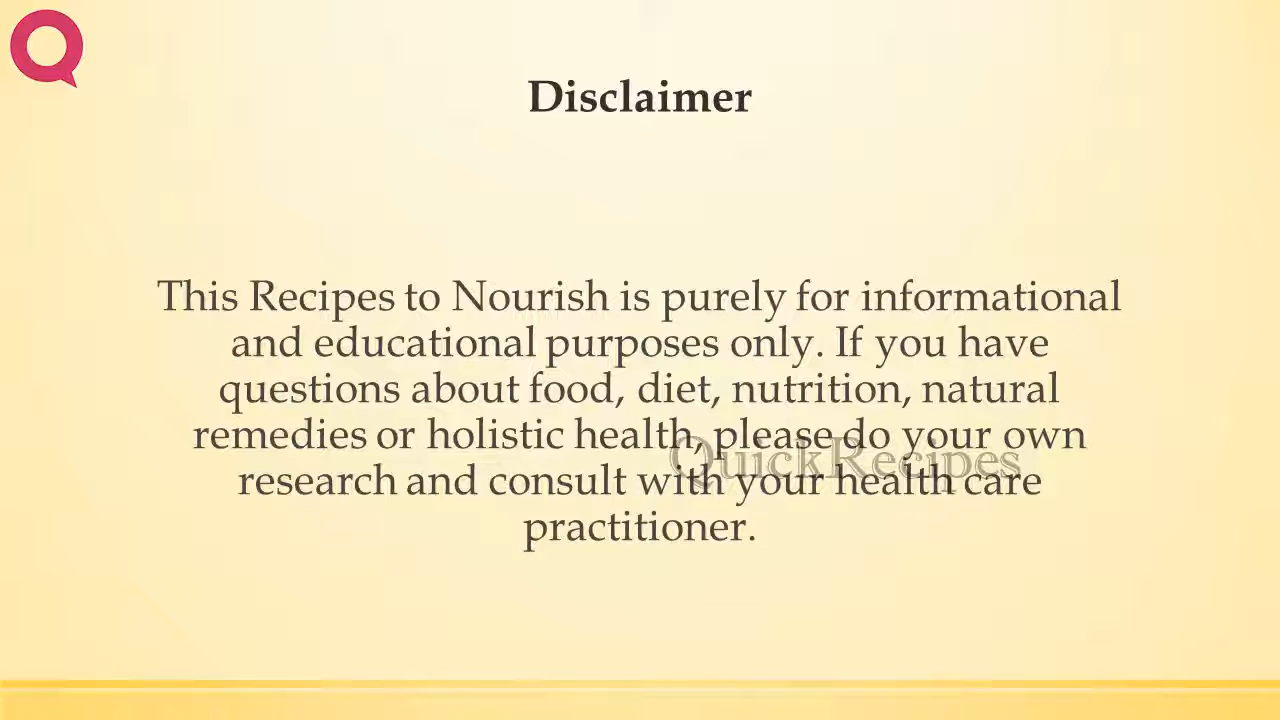 Disclaimer
This Recipes to Nourish is purely for informational
and educational purposes only. If you have
questions about food, diet, nutrition, natural
remedies or holistic health, please do your own
QuickRecipes
research and consult with your health care
practitioner.